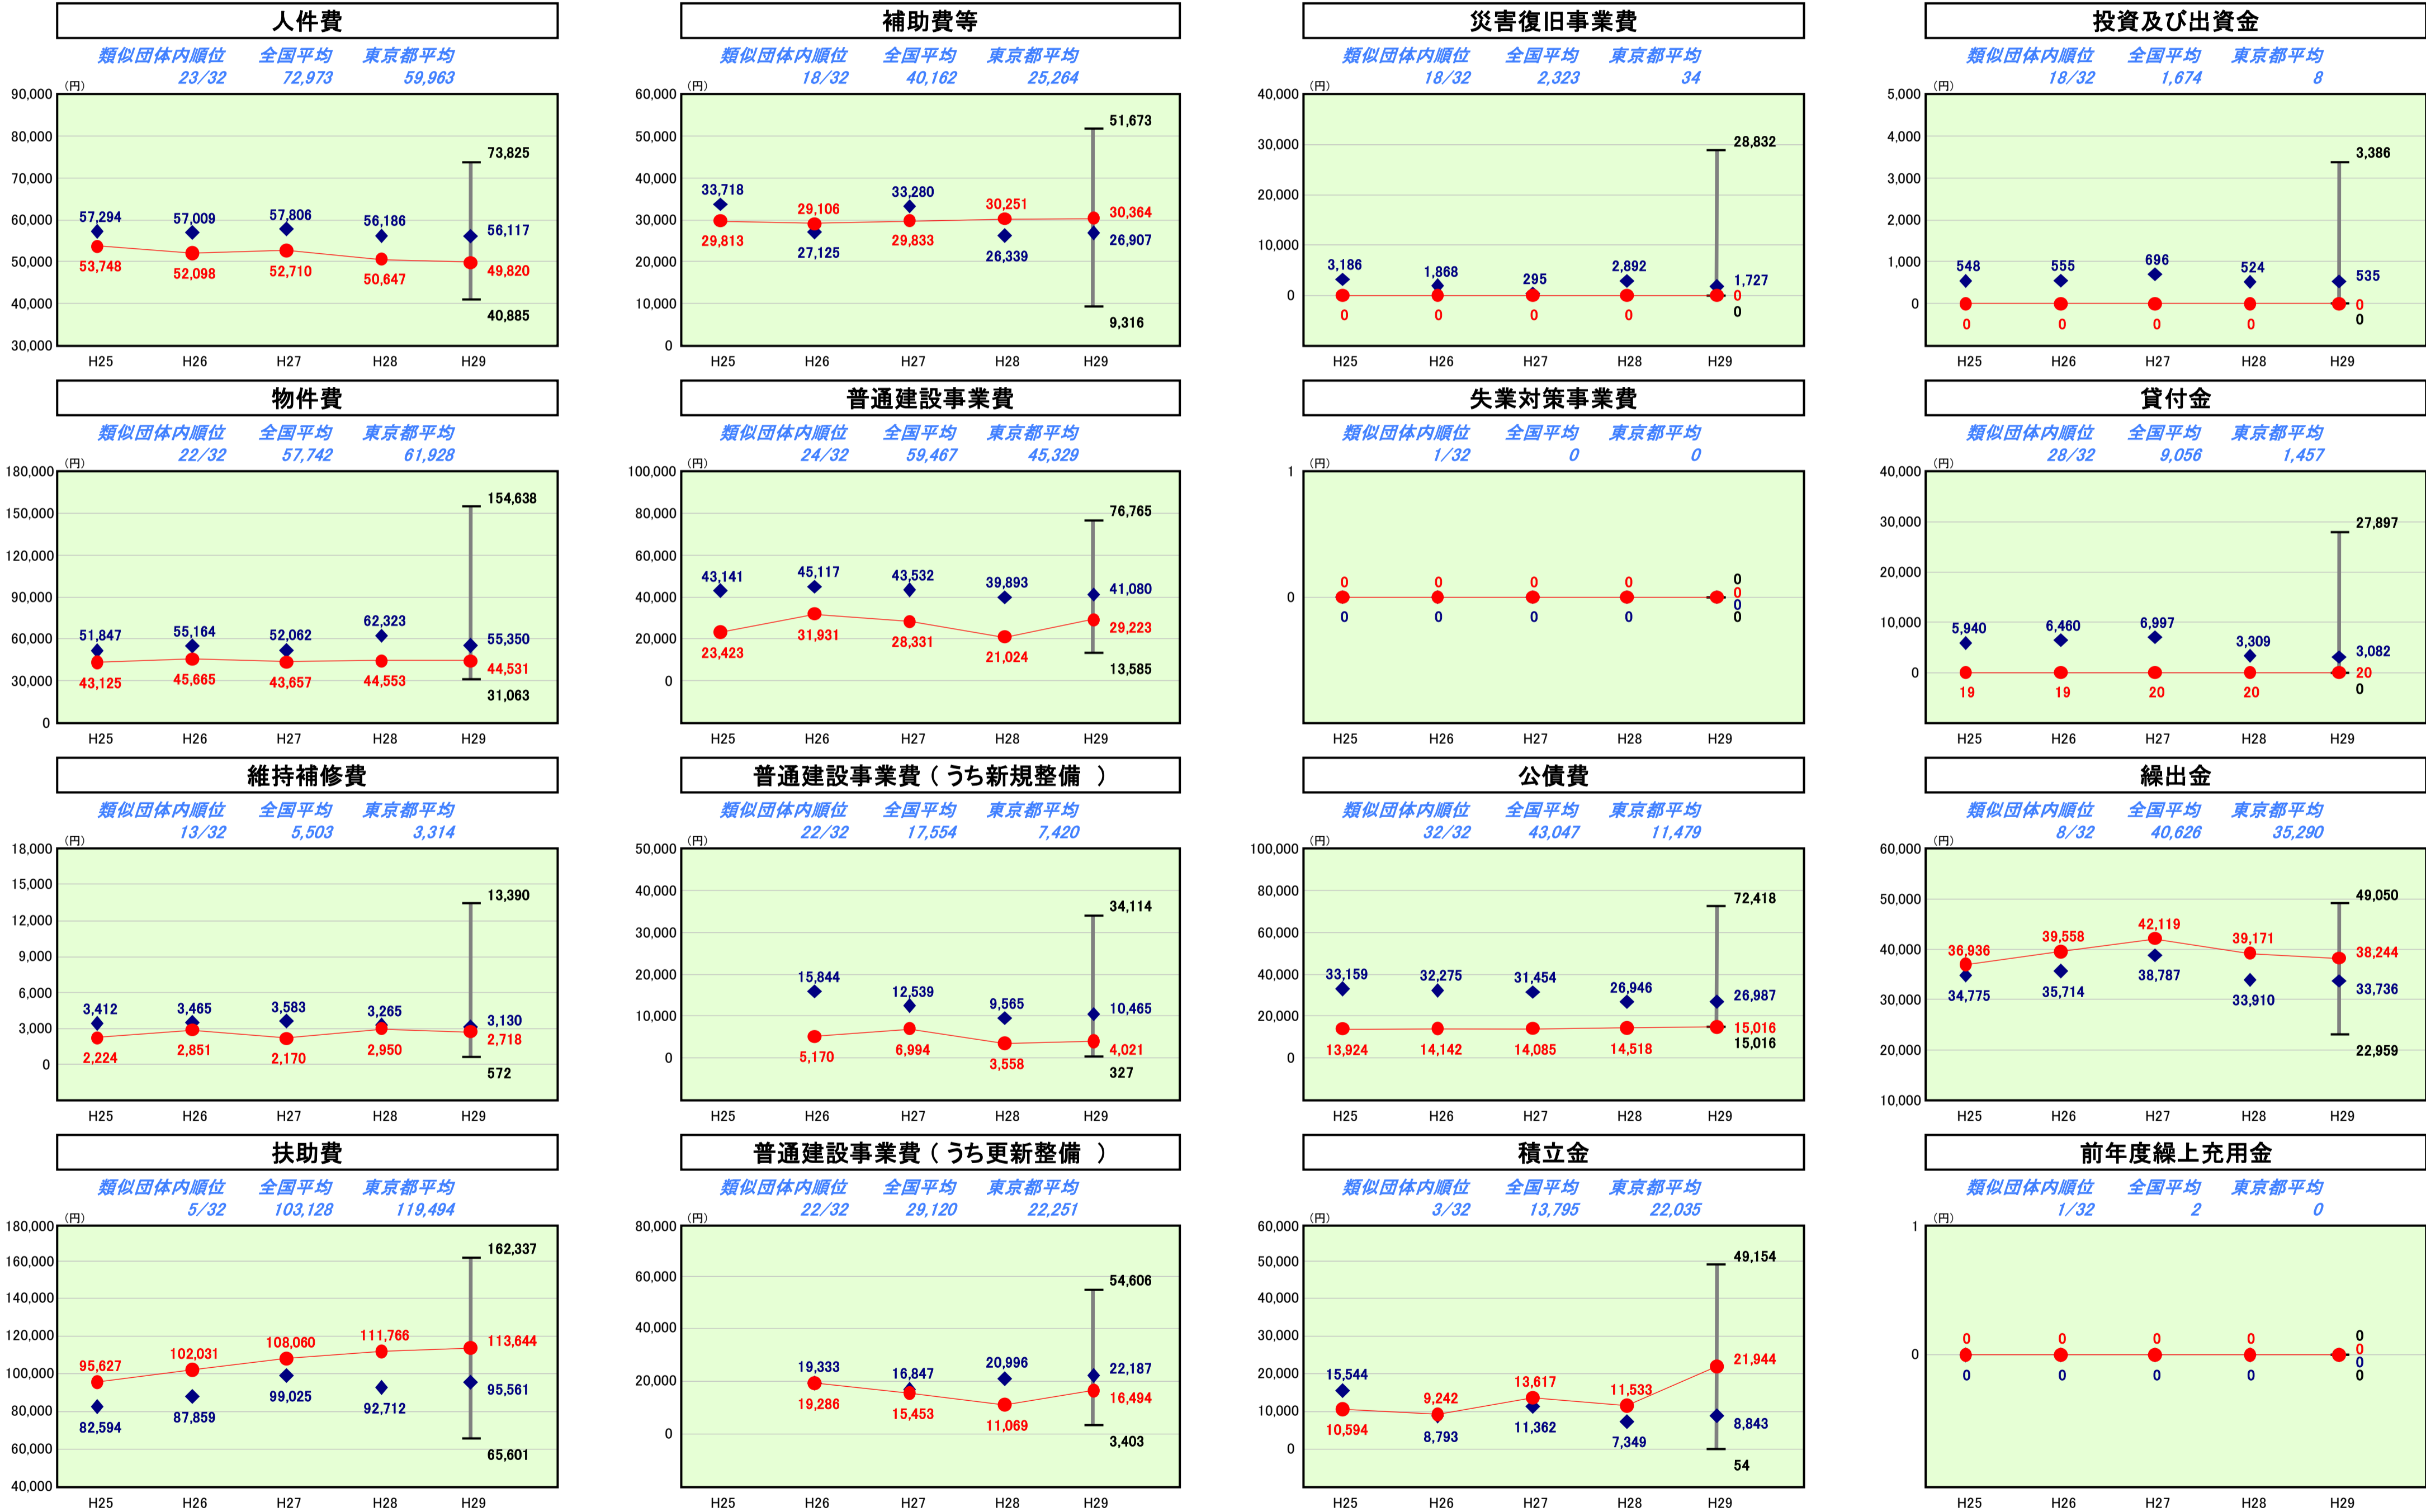 人件費
類似団体内順位 全国平均 東京都平均
23/32 72,973 59,963
(円)
90,000
80,000
70,000
60,000
50,000
40,000
30,000
73,825
57,294 57,009 57,806 56,186 56,117
53,748 52,098 52,710 50,647 49,820
40,885
H25 H26 H27 H28 H29
補助費等
類似団体内順位 全国平均 東京都平均
18/32 40,162 25,264
(円)
60,000
50,000
40,000
30,000
20,000
10,000
0
51,673
33,718 29,106 33,280 30,251 30,364
29,813 27,125 29,833 26,339 26,907
9,316
H25 H26 H27 H28 H29
災害復旧事業費
類似団体内順位 全国平均 東京都平均
18/32 2,323 34
(円)
40,000
30,000
20,000
10,000
0
28,832
3,186 1,868 295 2,892 1,727
0 0 0 0 0
0
H25 H26 H27 H28 H29
投資及び出資金
類似団体内順位 全国平均 東京都平均
18/32 1,674 8
(円)
5,000
4,000
3,000
2,000
1,000
0
3,386
548 555 696 524 535
0 0 0 0 0
0
H25 H26 H27 H28 H29
物件費
類似団体内順位 全国平均 東京都平均
22/32 57,742 61,928
(円)
180,000
150,000
120,000
90,000
60,000
30,000
0
154,638
51,847 55,164 52,062 62,323 55,350
43,125 45,665 43,657 44,553 44,531
31,063
H25 H26 H27 H28 H29
普通建設事業費
類似団体内順位 全国平均 東京都平均
24/32 59,467 45,329
(円)
100,000
80,000
60,000
40,000
20,000
0
76,765
43,141 45,117 43,532 39,893 41,080
23,423 31,931 28,331 21,024 29,223
13,585
H25 H26 H27 H28 H29
失業対策事業費
類似団体内順位 全国平均 東京都平均
1/32 0 0
(円)
1
0
0
0 0 0 0 0
0 0 0 0 0
0
H25 H26 H27 H28 H29
貸付金
類似団体内順位 全国平均 東京都平均
28/32 9,056 1,457
(円)
40,000
30,000
20,000
10,000
0
27,897
5,940 6,460 6,997 3,309 3,082
19 19 20 20 20
0
H25 H26 H27 H28 H29
維持補修費
類似団体内順位 全国平均 東京都平均
13/32 5,503 3,314
(円)
18,000
15,000
12,000
9,000
6,000
3,000
0
13,390
3,412 3,465 3,583 3,265 3,130
2,224 2,851 2,170 2,950 2,718
572
H25 H26 H27 H28 H29
普通建設事業費(うち新規整備 )
類似団体内順位 全国平均 東京都平均
22/32 17,554 7,420
(円)
50,000
40,000
30,000
20,000
10,000
0
34,114
15,844 12,539 9,565 10,465
5,170 6,994 3,558 4,021
327
H25 H26 H27 H28 H29
公債費
類似団体内順位 全国平均 東京都平均
32/32 43,047 11,479
(円)
100,000
80,000
60,000
40,000
20,000
0
72,418
33,159 32,275 31,454 26,946 26,987
13,924 14,142 14,085 14,518 15,016
15,016
H25 H26 H27 H28 H29
繰出金
類似団体内順位 全国平均 東京都平均
8/32 40,626 35,290
(円)
60,000
50,000
40,000
30,000
20,000
10,000
49,050
36,936 39,558 42,119 39,171 38,244
34,775 35,714 38,787 33,910 33,736
22,959
H25 H26 H27 H28 H29
扶助費
類似団体内順位 全国平均 東京都平均
5/32 103,128 119,494
(円)
180,000
160,000
140,000
120,000
100,000
80,000
60,000
40,000
162,337
95,627 102,031 108,060 111,766 113,644
82,594 87,859 99,025 92,712 95,561
65,601
H25 H26 H27 H28 H29
普通建設事業費(うち更新整備 )
類似団体内順位 全国平均 東京都平均
22/32 29,120 22,251
(円)
80,000
60,000
40,000
20,000
0
54,606
19,333 16,847 20,996 22,187
19,286 15,453 11,069 16,494
3,403
H25 H26 H27 H28 H29
積立金
類似団体内順位 全国平均 東京都平均
3/32 13,795 22,035
(円)
60,000
50,000
40,000
30,000
20,000
10,000
0
49,154
15,544 9,242 13,617 11,533 21,944
10,594 8,793 11,362 7,349 8,843
54
H25 H26 H27 H28 H29
前年度繰上充用金
類似団体内順位 全国平均 東京都平均
1/32 2 0
(円)
1
0
0
0 0 0 0 0
0 0 0 0 0
0
H25 H26 H27 H28 H29